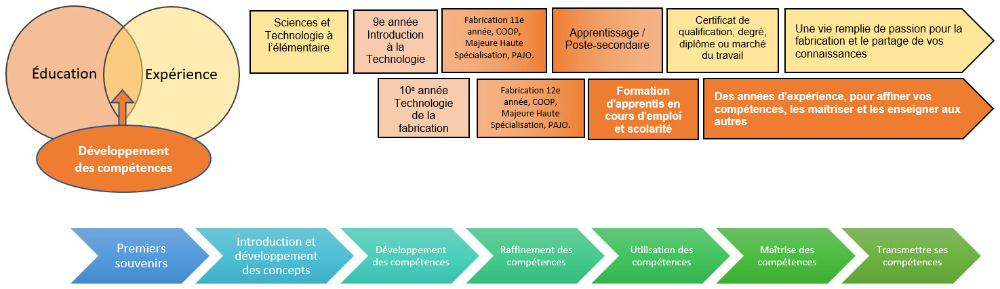 Éducation
Expérience
Développement
des compétences
Sciences et
Technologie à
l’élémentaire
9e année
Introduction
à la
Technologie
Fabrication 11e
année, COOP,
Majeure Haute
Spécialisation, PAJO.
Apprentissage /
Poste-secondaire
Certificat de
qualification, degré,
diplôme ou marché
du travail
Une vie remplie de passion pour la
fabrication et le partage de vos
connaissances
10e année
Technologie
de la
fabrication
Fabrication 12e
année, COOP,
Majeure Haute
Spécialisation, PAJO.
Formation
d'apprentis en
cours d'emploi
et scolarité
Des années d'expérience, pour affiner vos
compétences, les maîtriser et les enseigner aux
autres
Premiers
souvenirs
Introduction et
développement
des concepts
Développement
des compétences
Raffinement des
compétences
Utilisation des
compétences
Maîtrise des
compétences
Transmettre ses
compétences